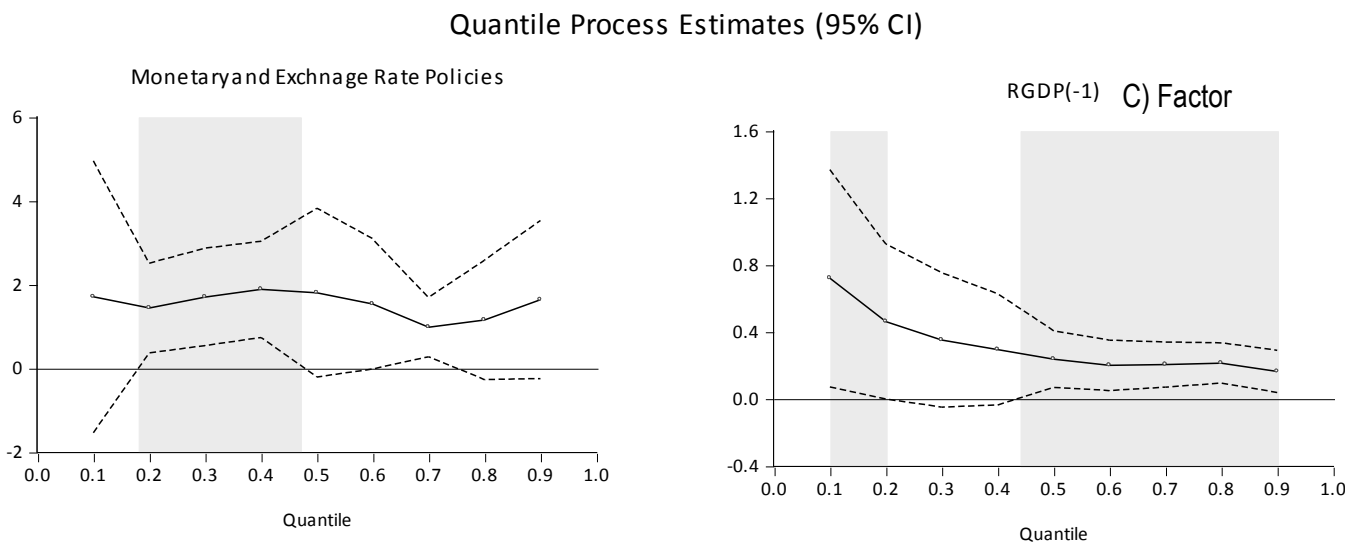 Quantile Process Estimates (95% CI)
Monetary and Exchnage Rate Policies
6
4
2
0
-2
0.0 0.1 0.2 0.3 0.4 0.5 0.6 0.7 0.8 0.9 1.0
Quantile
RGDP(-1) C) Factor
1.6
1.2
0.8
0.4
0.0
-0.4
0.0 0.1 0.2 0.3 0.4 0.5 0.6 0.7 0.8 0.9 1.0
Quantile